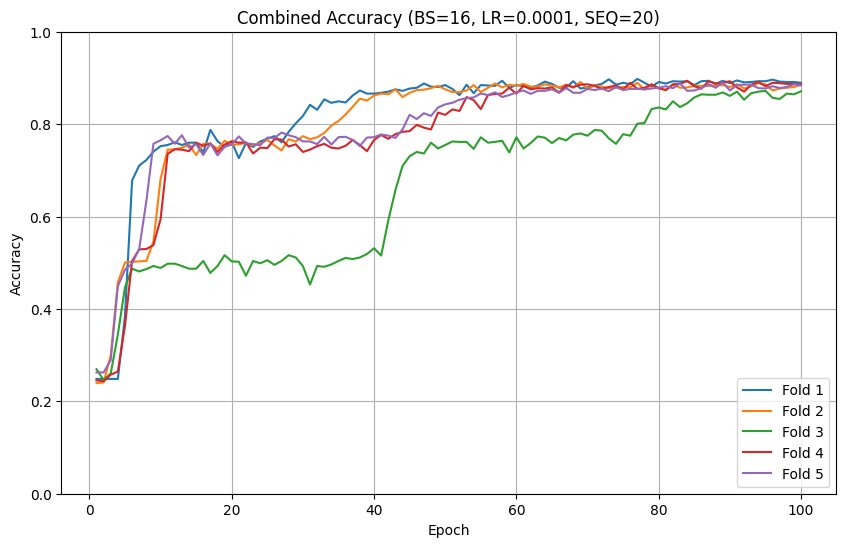 Combined Accuracy (BS=16, LR=0.0001, SEQ=20)
1.0
0.8
0.6
0.4
0.2
0.0
Accuracy
0 20 40 60 80 100
Epoch
Fold 1
Fold 2
Fold 3
Fold 4
Fold 5